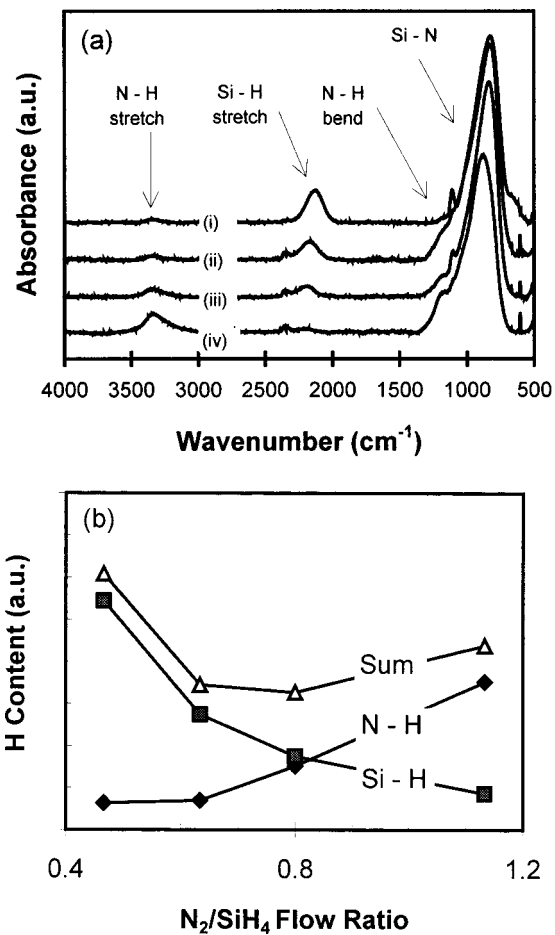 (a)
Si - N
N - H
stretch
Si - H
stretch
N - H
bend
Absorbance (a.u.)
(i)
(ii)
(iii)
(iv)
4000 3500 3000 2500 2000 1500 1000 500
Wavenumber (cm⁻¹)
(b)
H Content (a.u.)
Sum
N - H
Si - H
0.4 0.8 1.2
N₂/SiH₄ Flow Ratio